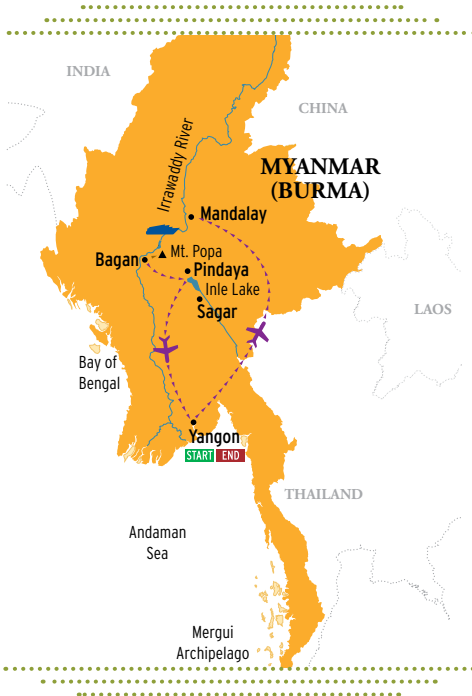 INDIA
CHINA
Irrawaddy River
MYANMAR
(BURMA)
Mandalay
Bagan
Mt. Popa
Pindaya
Inle Lake
Sagar
LAOS
Bay of
Bengal
Yangon
START END
THAILAND
Andaman
Sea
Mergui
Archipelago